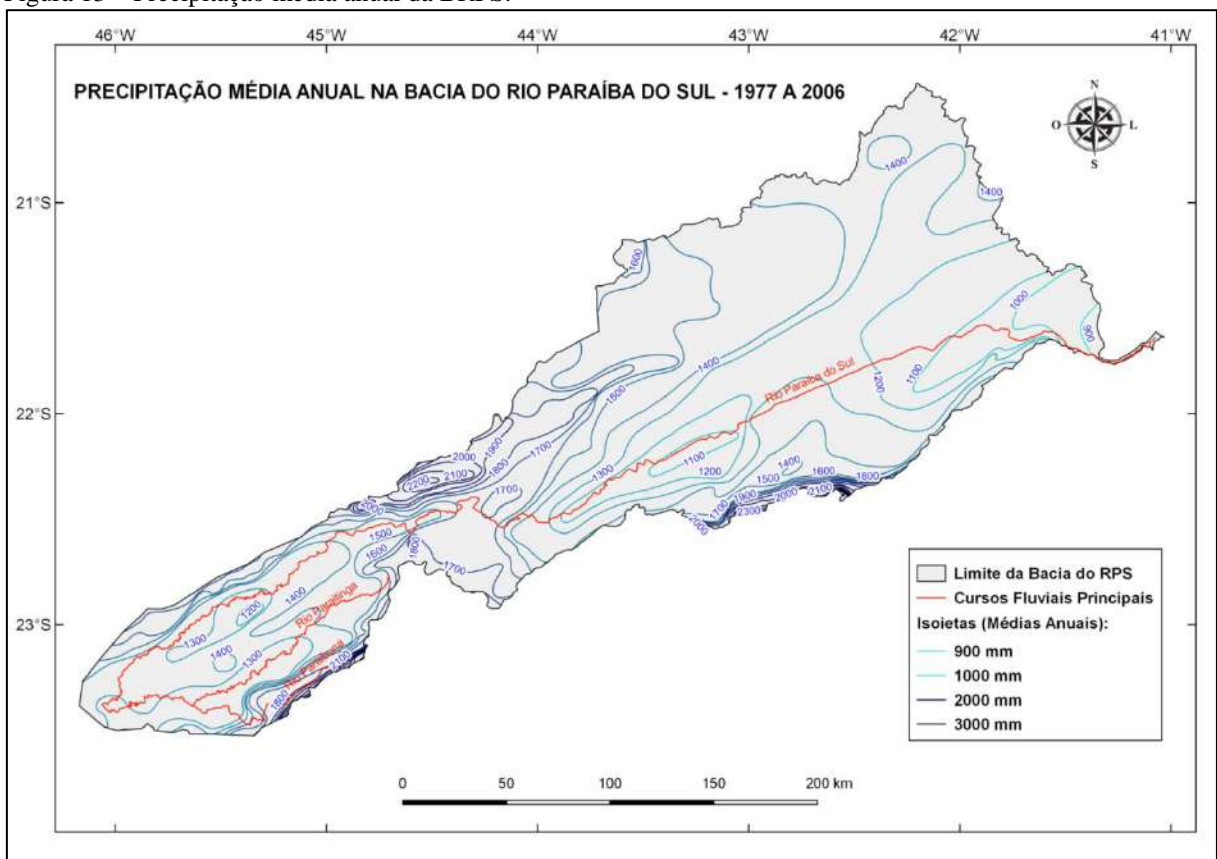 Figura 15 – Precipitação média anual da BRPS.
46°W 45°W 44°W 43°W 42°W 41°W
PRECIPITAÇÃO MÉDIA ANUAL NA BACIA DO RIO PARAÍBA DO SUL - 1977 A 2006
N
O L
S
21°S
22°S
23°S
1400
1400
1600
1000
900
1400
Rio Paraíba do Sul
1200
1100
1500
1900
1700
2000
1800
2100
2200
1100
1300
1200
1700
1400
1500
1600
1800
1700
1900
2000
2100
2300
2000
2000
1500
1600
1800
1700
1200
1400
Rio Paraitinga
1300
1400
1300
2100
1800
Limite da Bacia do RPS
Cursos Fluviais Principais
Isoietas (Médias Anuais):
900 mm
1000 mm
2000 mm
3000 mm
0 50 100 150 200 km